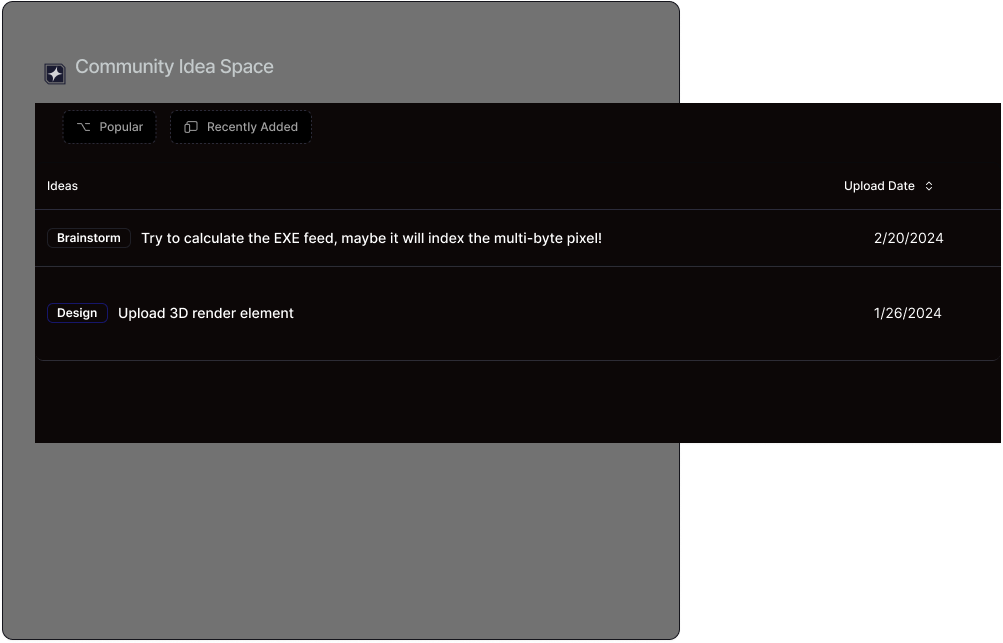 Community Idea Space
Popular
Recently Added
Ideas
Upload Date
Brainstorm
Try to calculate the EXE feed, maybe it will index the multi-byte pixel!
2/20/2024
Design
Upload 3D render element
1/26/2024